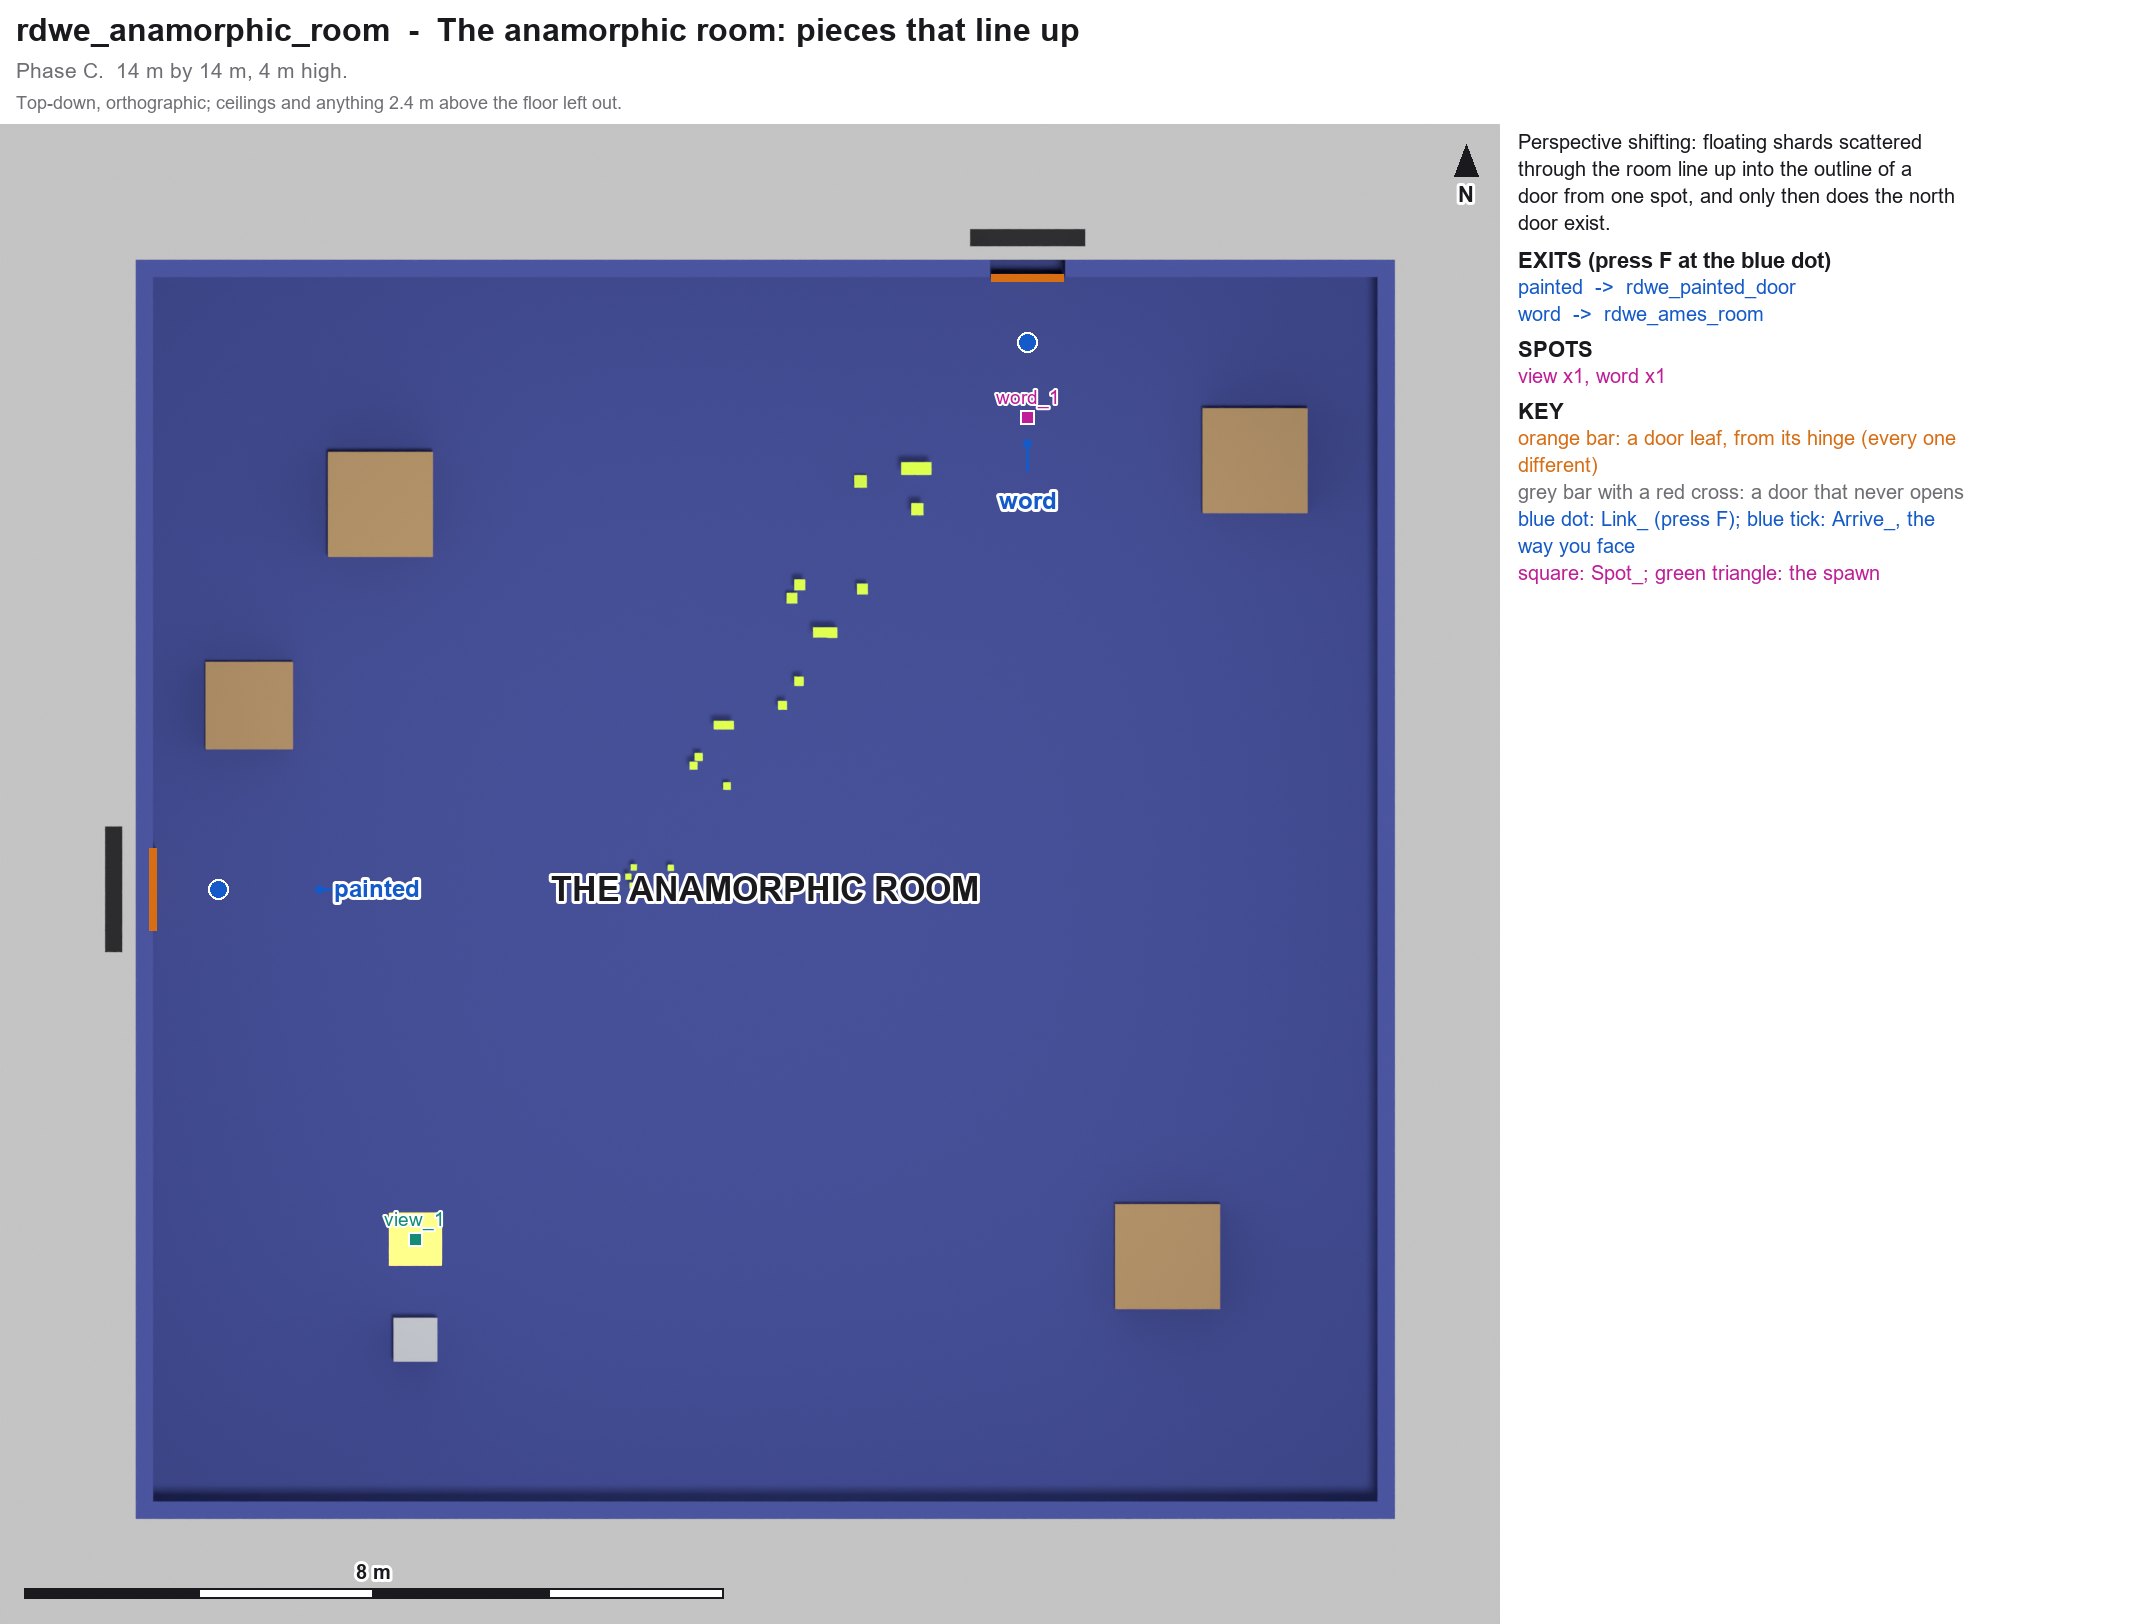 rdwe_anamorphic_room  -  The anamorphic room: pieces that line up
Phase C.  14 m by 14 m, 4 m high.
Top-down, orthographic; ceilings and anything 2.4 m above the floor left out.
N
word_1
word
painted
THE ANAMORPHIC ROOM
view_1
8 m
Perspective shifting: floating shards scattered
through the room line up into the outline of a
door from one spot, and only then does the north
door exist.
EXITS (press F at the blue dot)
painted  ->  rdwe_painted_door
word  ->  rdwe_ames_room
SPOTS
view x1, word x1
KEY
orange bar: a door leaf, from its hinge (every one
different)
grey bar with a red cross: a door that never opens
blue dot: Link_ (press F); blue tick: Arrive_, the
way you face
square: Spot_; green triangle: the spawn